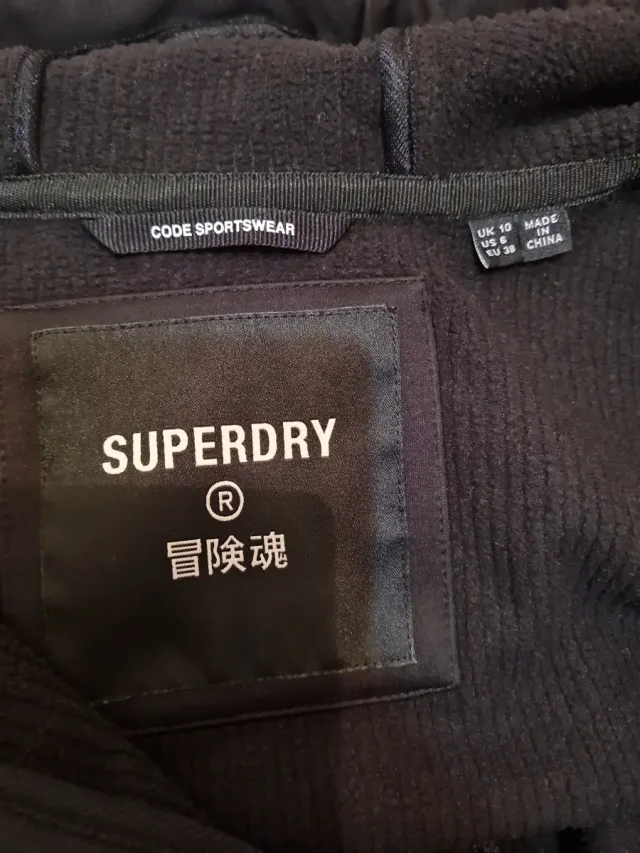 CODE SPORTSWEAR
UK 10
US 6
EU 38
MADE
IN
CHINA
SUPERDRY
®
冒険魂